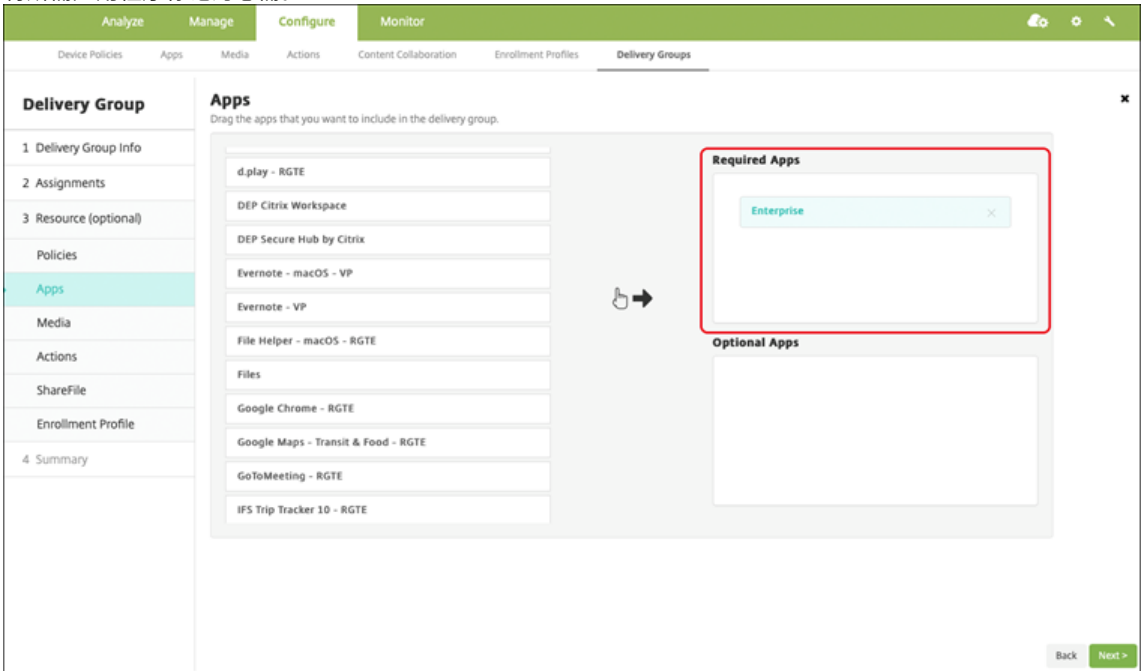 Analyze
Manage
Configure
Monitor
Device Policies
Apps
Media
Actions
Content Collaboration
Enrollment Profiles
Delivery Groups
Delivery Group
1 Delivery Group Info
2 Assignments
3 Resource (optional)
Policies
Apps
Media
Actions
ShareFile
Enrollment Profile
4 Summary
Apps
Drag the apps that you want to include in the delivery group.
d.play - RGTE
DEP Citrix Workspace
DEP Secure Hub by Citrix
Evernote - macOS - VP
Evernote - VP
File Helper - macOS - RGTE
Files
Google Chrome - RGTE
Google Maps - Transit & Food - RGTE
GoToMeeting - RGTE
IFS Trip Tracker 10 - RGTE
Required Apps
Enterprise
Optional Apps
Back
Next >